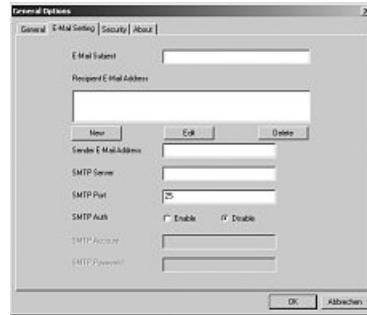 General Options
General E-Mail Setting Security About
E-Mail Subject
Recipient E-Mail Address
New Edit Delete
Sender E-Mail Address
SMTP Server
SMTP Port 25
SMTP Auth Enable Disable
SMTP Account
SMTP Password
OK Abbrechen